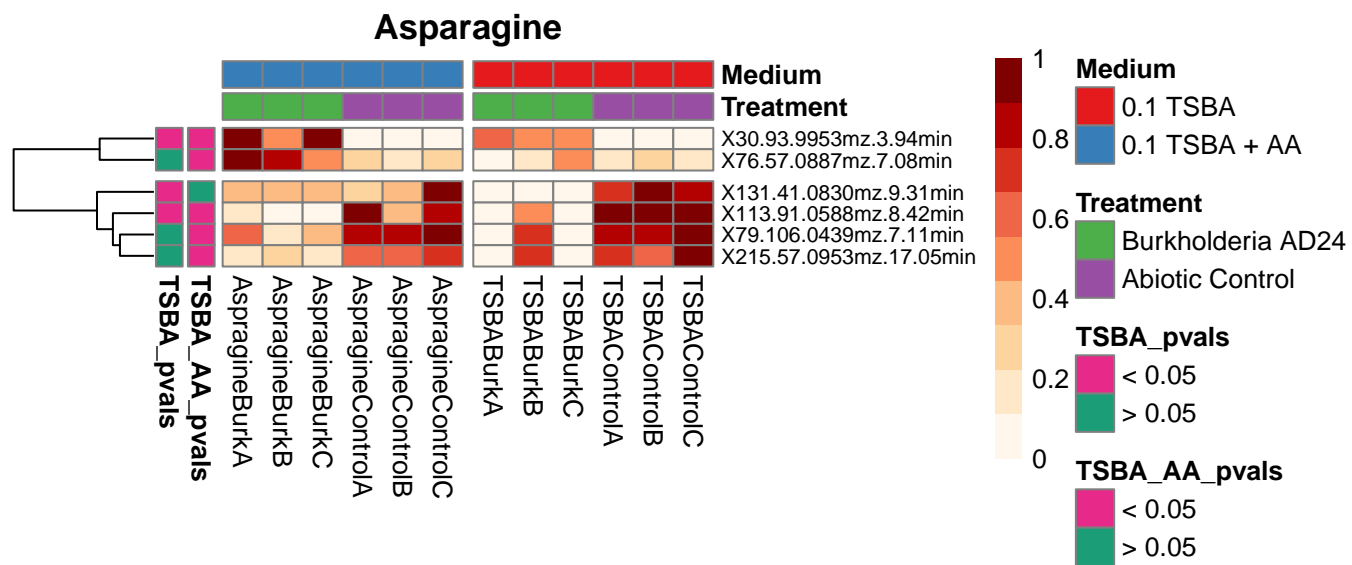 Asparagine
Medium
Treatment
X30.93.9953mz.3.94min
X76.57.0887mz.7.08min
X131.41.0830mz.9.31min
X113.91.0588mz.8.42min
X79.106.0439mz.7.11min
X215.57.0953mz.17.05min
TSBA_pvals
TSBA_AA_pvals
AspragineBurkA
AspragineBurkB
AspragineBurkC
AspragineControlA
AspragineControlB
AspragineControlC
TSBABurkA
TSBABurkB
TSBABurkC
TSBAControlA
TSBAControlB
TSBAControlC
1
0.8
0.6
0.4
0.2
0
Medium
0.1 TSBA
0.1 TSBA + AA
Treatment
Burkholderia AD24
Abiotic Control
TSBA_pvals
< 0.05
> 0.05
TSBA_AA_pvals
< 0.05
> 0.05